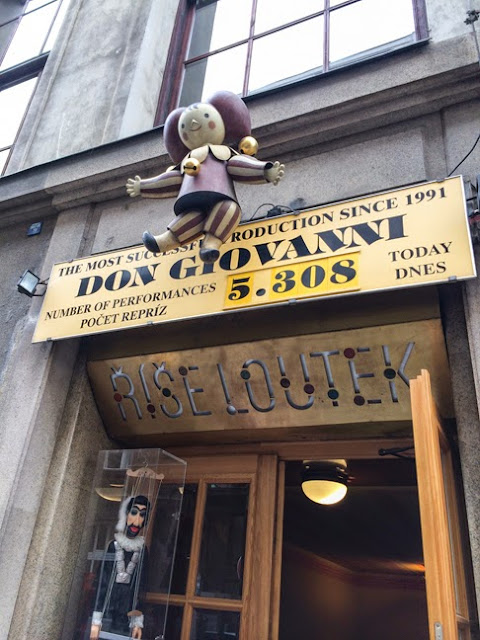 THE MOST SUCCESSFUL PRODUCTION SINCE 1991
DON GIOVANNI
NUMBER OF PERFORMANCES
POČET REPRÍZ
5.308
TODAY
DNES
ŘÍŠE LOUTEK